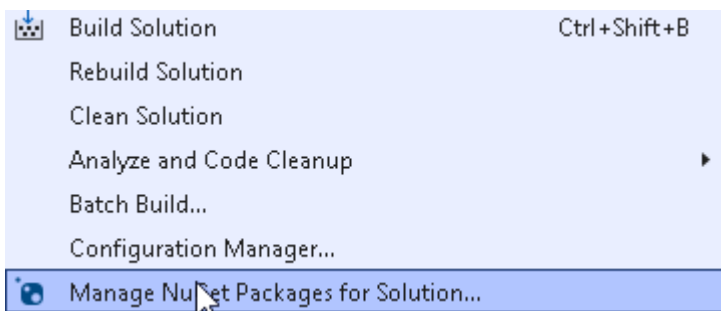 Build Solution Ctrl+Shift+B
Rebuild Solution
Clean Solution
Analyze and Code Cleanup
Batch Build...
Configuration Manager...
Manage NuGet Packages for Solution...